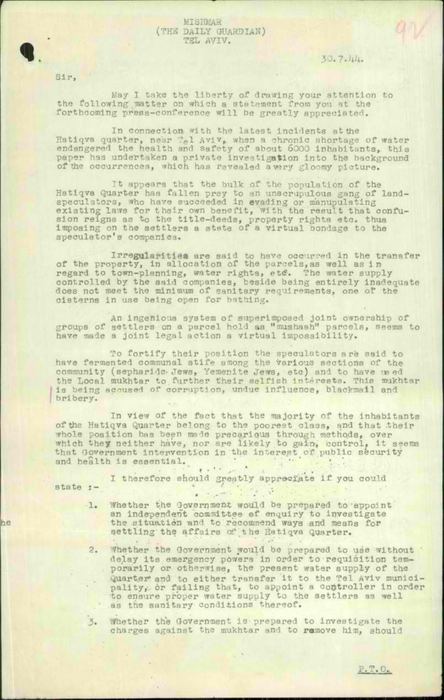 MISHMAR
(THE DAILY GUARDIAN)
TEL AVIV.
92
30.7.44.
Sir,
May I take the liberty of drawing your attention to
the following matter on which a statement from you at the
forthcoming press-conference will be greatly appreciated.
In connection with the latest incidents at the
Hatiqva quarter, near Tel Aviv, when a chronic shortage of water
endangered the health and safety of about 6000 inhabitants, this
paper has undertaken a private investigation into the background
of the occurrences, which has revealed a very gloomy picture.
It appears that the bulk of the population of the
Hatiqva Quarter has fallen prey to an unscrupulous gang of land-
speculators, who have succeeded in evading or manupulating
existing laws for their own benefit, with the result that confu-
sion reigns as to the title-deeds, property rights etc. thus
imposing on the settlers a state of a virtual bondage to the
speculator's companies.
Irregularities are said to have occurred in the transfer
of the property, in allocation of the parcels, as well as in
regard to town-planning, water rights, etc. The water supply
controlled by the said companies, beside being entirely inadequate
does not meet the minimum of sanitary requirements, one of the
cisterns in use being open for bathing.
An ingenious system of superimposed joint ownership of
groups of settlers on a parcel hold as "mushash" parcels, seems to
have made a joint legal action a virtual impossibility.
To fortify their position the speculators are said to
have fermented communal stife among the various sections of the
community (sephardic Jews, Yemenite Jews, etc) and to have used
the Local mukhtar to further their selfish interests. This mukhtar
is being accused of corruption, undue influence, blackmail and
bribery.
In view of the fact that the majority of the inhabitants
of the Hatiqva Quarter belong to the poorest class, and that their
whole position has been made precarious through methods, over
which they neither have, nor are likely to gain, control, it seems
that Government intervention in the interest of public security
and health is essential.
I therefore should greatly appreciate if you could
state :-
1. Whether the Government would be prepared to appoint
an independent committee of enquiry to investigate
the situation and to recommend ways and means for
settling the affairs of the Hatiqva Quarter.
he
2. Whether the Government would be prepared to use without
delay its emergency powers in order to requisition tem-
porarily or otherwise, the present water supply of the
Quarter and to either transfer it to the Tel Aviv munici-
pality, or failing that, to appoint a controller in order
to ensure proper water supply to the settlers as well
as the sanitary conditions thereof.
3. Whether the Government is prepared to investigate the
charges against the mukhtar and to remove him, should
P.T.O.